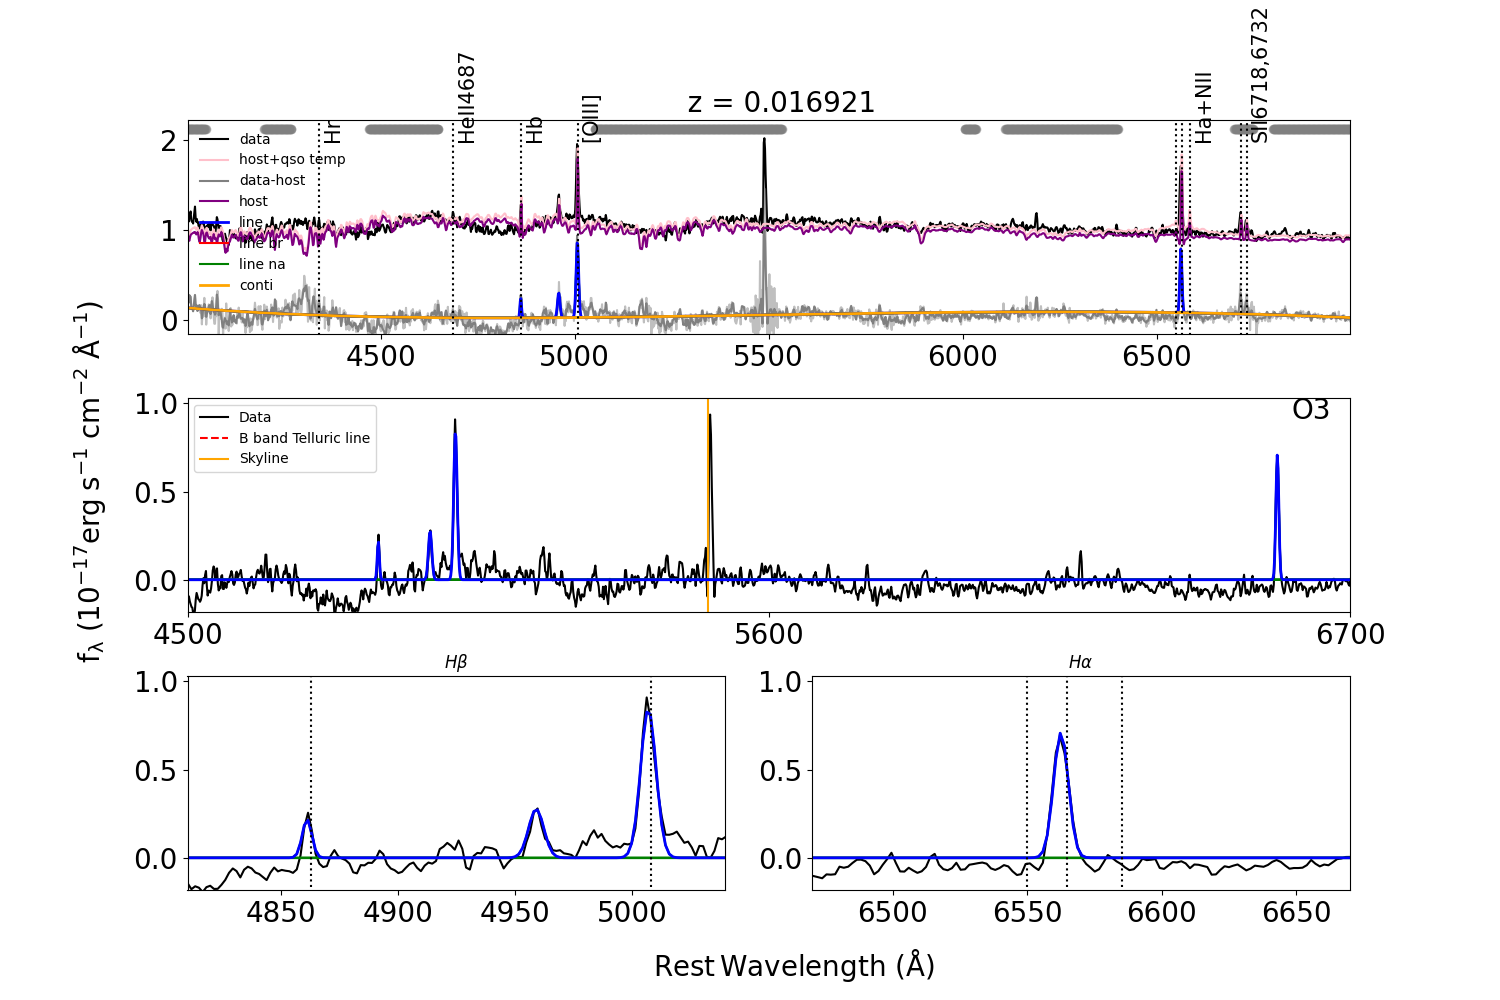 z = 0.016921
Hr
HeII4687
Hb
[OIII]
Ha+NII
SII6718,6732
data
host+qso temp
data-host
host
line
line br
line na
conti
2
1
0
4500
5000
5500
6000
6500
fλ (10−17erg s−1 cm−2 Å−1)
O3
Data
B band Telluric line
Skyline
1.0
0.5
0.0
4500
5600
6700
Hβ
1.0
0.5
0.0
4850
4900
4950
5000
Hα
1.0
0.5
0.0
6500
6550
6600
6650
Rest Wavelength (Å)